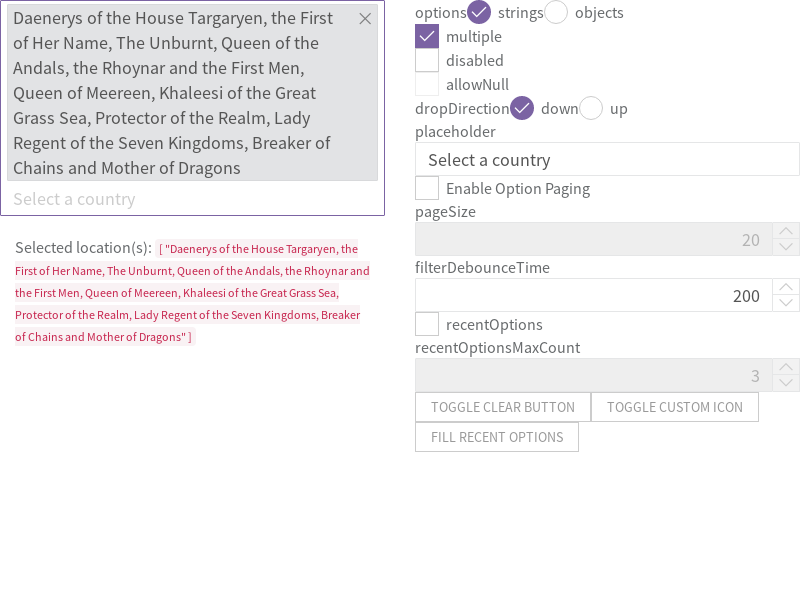 Daenerys of the House Targaryen, the First
of Her Name, The Unburnt, Queen of the
Andals, the Rhoynar and the First Men,
Queen of Meereen, Khaleesi of the Great
Grass Sea, Protector of the Realm, Lady
Regent of the Seven Kingdoms, Breaker of
Chains and Mother of Dragons
Select a country
Selected location(s): [ "Daenerys of the House Targaryen, the
First of Her Name, The Unburnt, Queen of the Andals, the Rhoynar and
the First Men, Queen of Meereen, Khaleesi of the Great Grass Sea,
Protector of the Realm, Lady Regent of the Seven Kingdoms, Breaker
of Chains and Mother of Dragons" ]
options strings objects
multiple
disabled
allowNull
dropDirection down up
placeholder
Select a country
Enable Option Paging
pageSize
20
filterDebounceTime
200
recentOptions
recentOptionsMaxCount
3
TOGGLE CLEAR BUTTON TOGGLE CUSTOM ICON
FILL RECENT OPTIONS